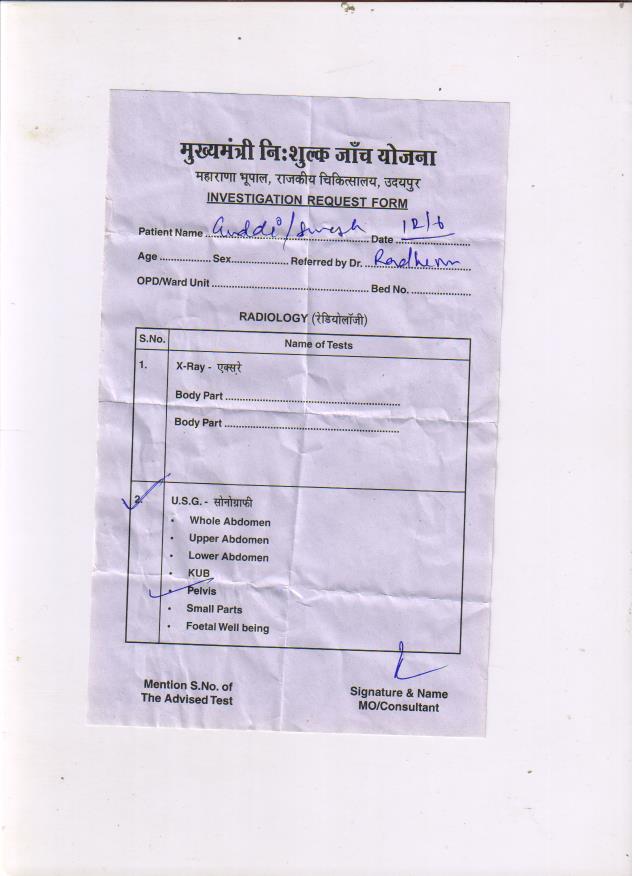 मुख्यमंत्री निःशुल्क जाँच योजना
महाराणा भूपाल, राजकीय चिकित्सालय, उदयपुर
INVESTIGATION REQUEST FORM
Patient Name Guddi/Suresh Date 12/6
Age ................ Sex.................. Referred by Dr.
OPD/Ward Unit ................................................ Bed No. ..................
RADIOLOGY (रेडियोलॉजी)
S.No. Name of Tests
1. X-Ray - एक्सरे
Body Part ......................................................
Body Part ......................................................
2. U.S.G. - सोनोग्राफी
• Whole Abdomen
• Upper Abdomen
• Lower Abdomen
• KUB
• Pelvis
• Small Parts
• Foetal Well being
Mention S.No. of
The Advised Test
Signature & Name
MO/Consultant